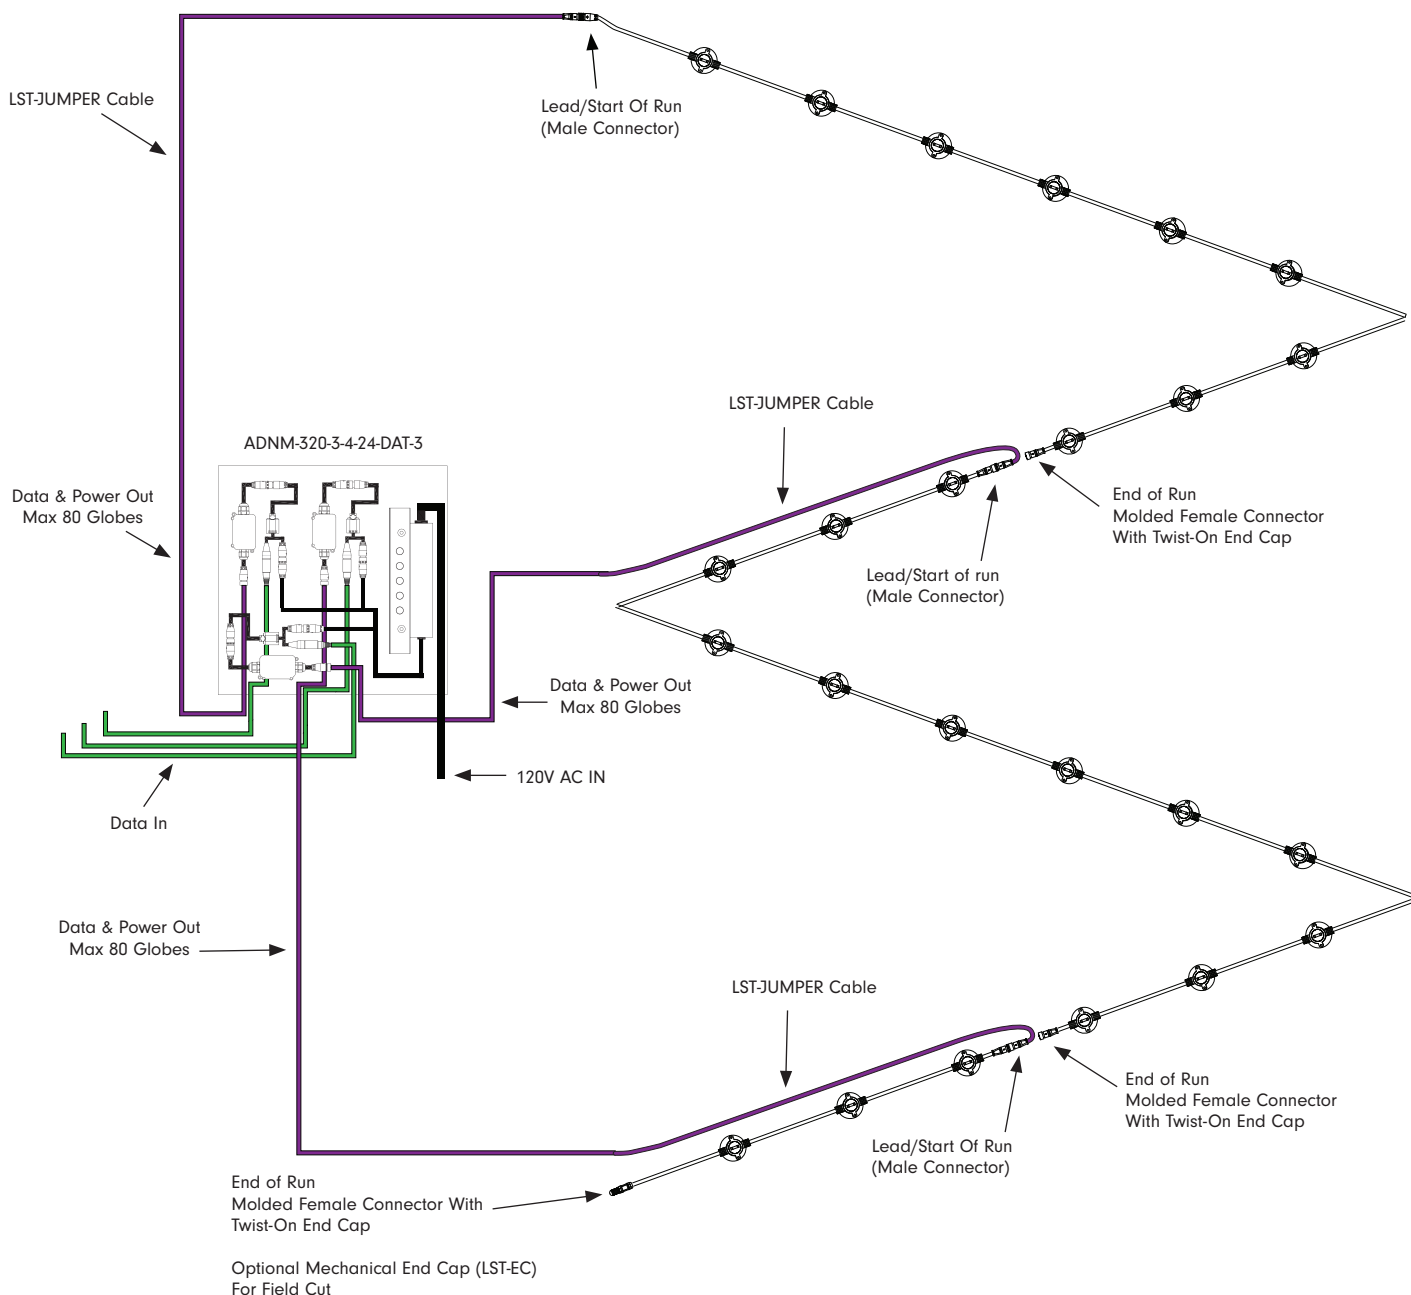 LST-JUMPER Cable
Lead/Start Of Run
(Male Connector)
LST-JUMPER Cable
ADNM-320-3-4-24-DAT-3
Data & Power Out
Max 80 Globes
End of Run
Molded Female Connector
With Twist-On End Cap
Lead/Start of run
(Male Connector)
Data & Power Out
Max 80 Globes
120V AC IN
Data In
Data & Power Out
Max 80 Globes
LST-JUMPER Cable
End of Run
Molded Female Connector
With Twist-On End Cap
Lead/Start Of Run
(Male Connector)
End of Run
Molded Female Connector With
Twist-On End Cap
Optional Mechanical End Cap (LST-EC)
For Field Cut